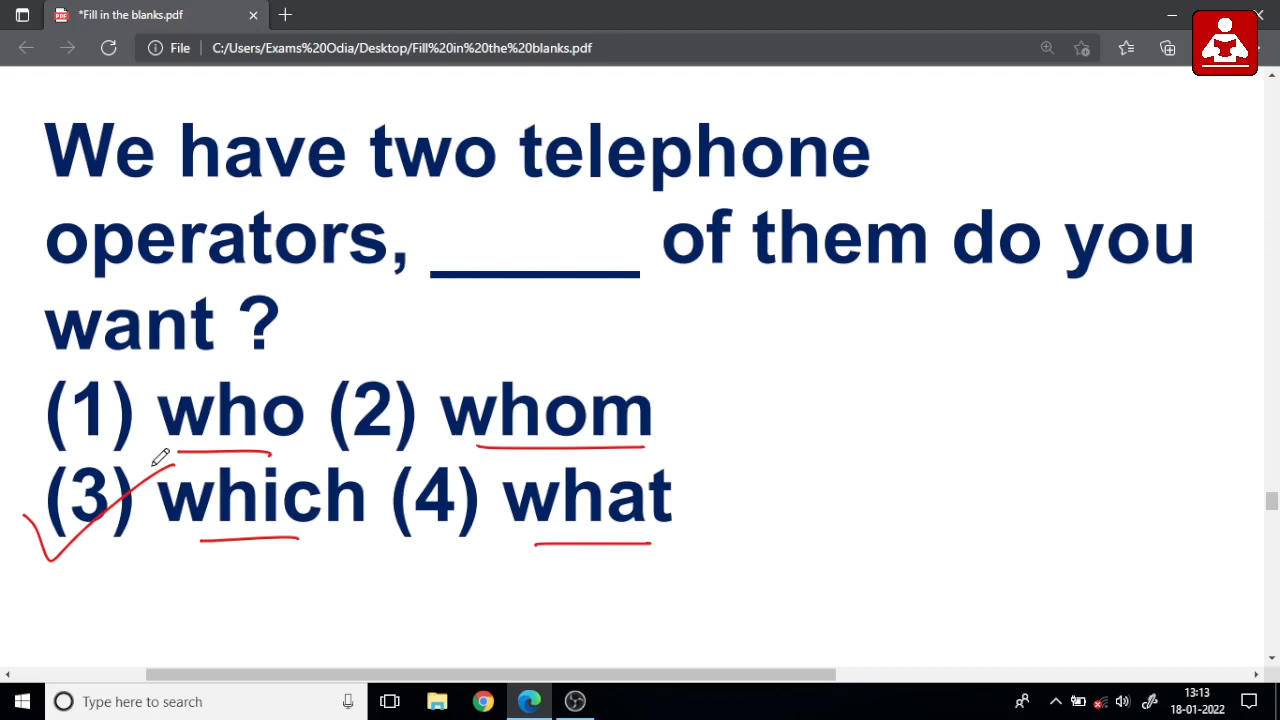 *Fill in the blanks.pdf
File C:/Users/Exams%20Odia/Desktop/Fill%20in%20the%20blanks.pdf
We have two telephone
operators, ______ of them do you
want ?
(1) who (2) whom
(3) which (4) what
Type here to search
13:13
18-01-2022